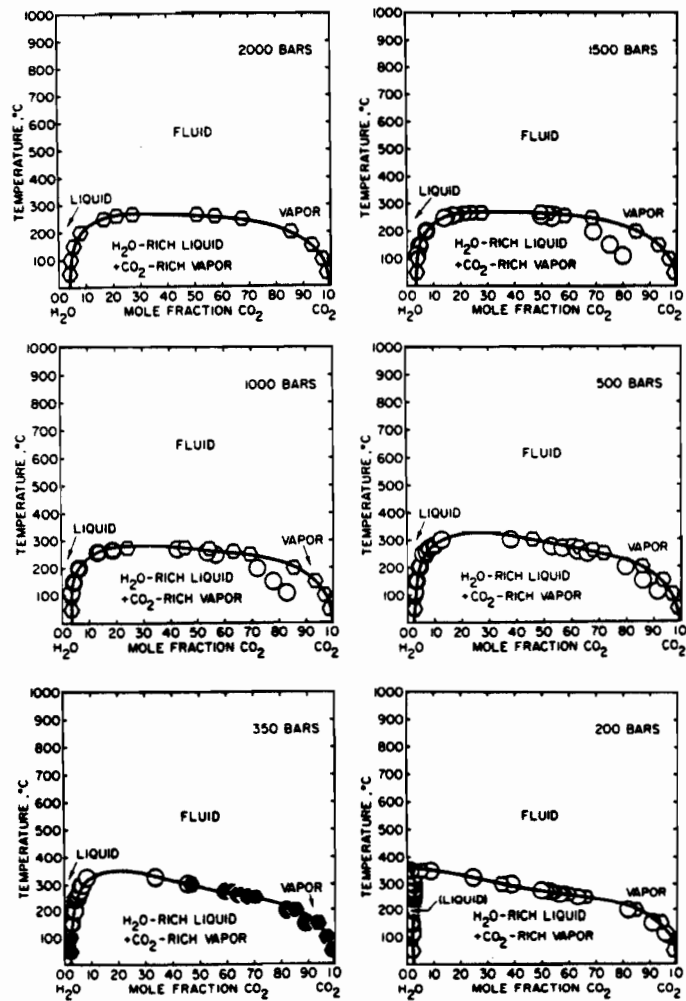 1000
900
800
700
600
500
400
300
200
100
TEMPERATURE, °C
2000 BARS
FLUID
LIQUID
VAPOR
H2O-RICH LIQUID
+CO2-RICH VAPOR
00 10 20 30 40 50 60 70 80 90 10
H2O MOLE FRACTION CO2 CO2
1000
900
800
700
600
500
400
300
200
100
TEMPERATURE, °C
1500 BARS
FLUID
LIQUID
VAPOR
H2O-RICH LIQUID
+CO2-RICH VAPOR
00 10 20 30 40 50 60 70 80 90 10
H2O MOLE FRACTION CO2 CO2
1000
900
800
700
600
500
400
300
200
100
TEMPERATURE, °C
1000 BARS
FLUID
LIQUID
VAPOR
H2O-RICH LIQUID
+CO2-RICH VAPOR
00 10 20 30 40 50 60 70 80 90 10
H2O MOLE FRACTION CO2 CO2
1000
900
800
700
600
500
400
300
200
100
TEMPERATURE, °C
500 BARS
FLUID
LIQUID
VAPOR
H2O-RICH LIQUID
+CO2-RICH VAPOR
00 10 20 30 40 50 60 70 80 90 10
H2O MOLE FRACTION CO2 CO2
1000
900
800
700
600
500
400
300
200
100
TEMPERATURE, °C
350 BARS
FLUID
LIQUID
VAPOR
H2O-RICH LIQUID
+CO2-RICH VAPOR
00 10 20 30 40 50 60 70 80 90 10
H2O MOLE FRACTION CO2 CO2
1000
900
800
700
600
500
400
300
200
100
TEMPERATURE, °C
200 BARS
FLUID
VAPOR
(LIQUID)
H2O-RICH LIQUID
+CO2-RICH VAPOR
00 10 20 30 40 50 60 70 80 90 10
H2O MOLE FRACTION CO2 CO2